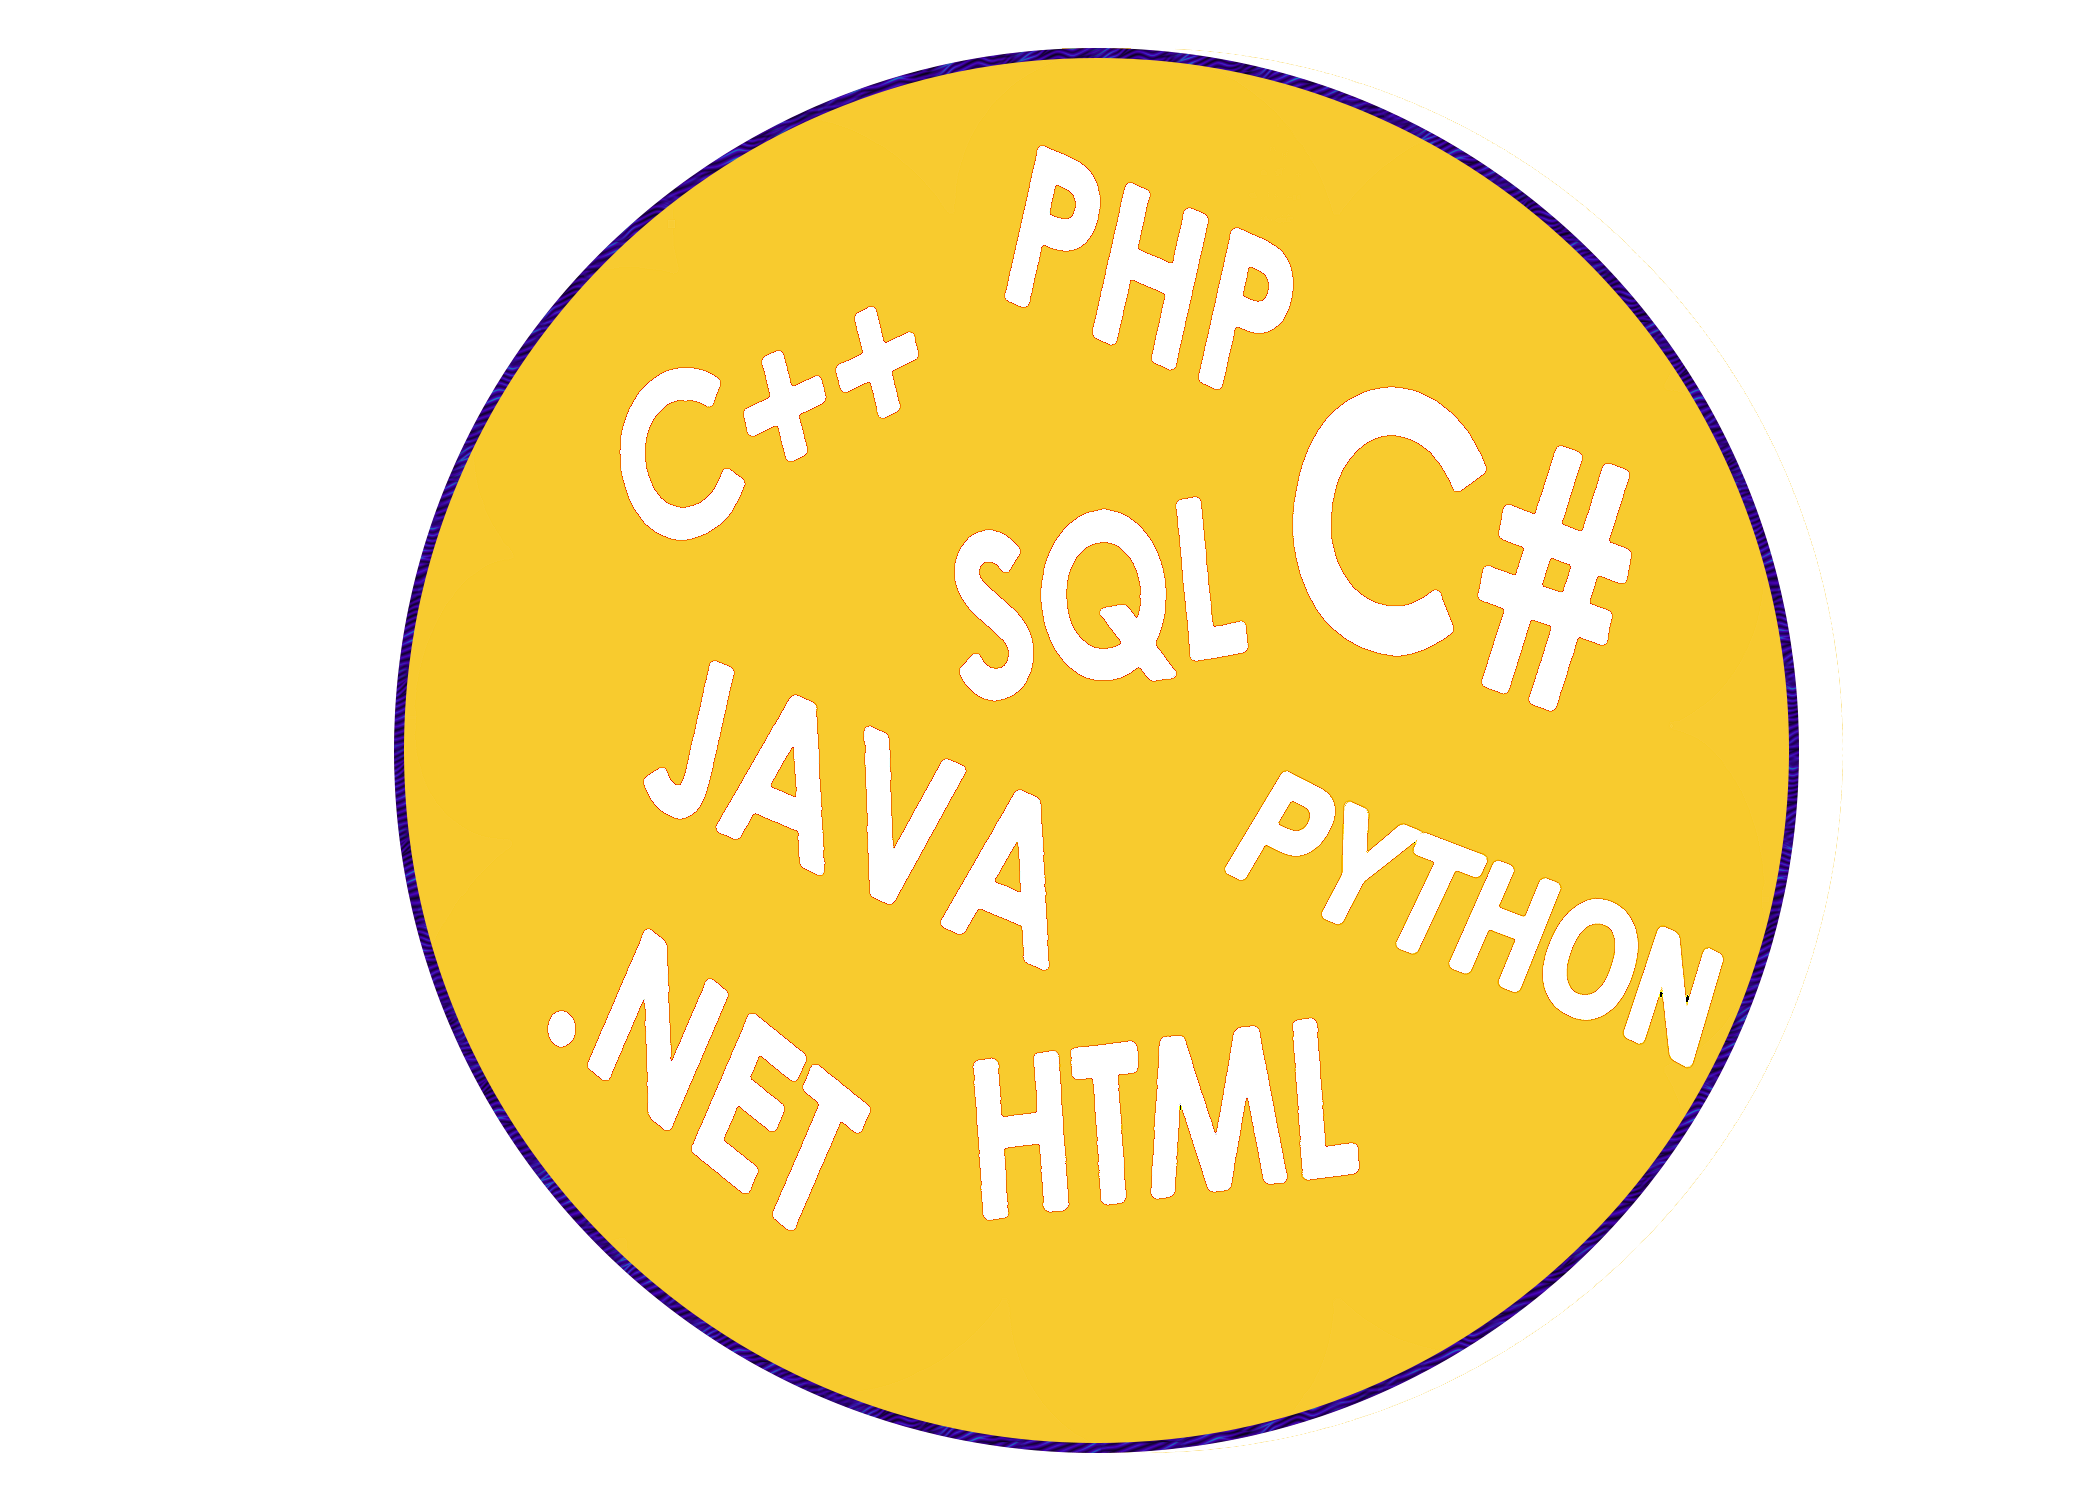 PHP
C++
C#
SQL
JAVA
PYTHON
.NET
HTML